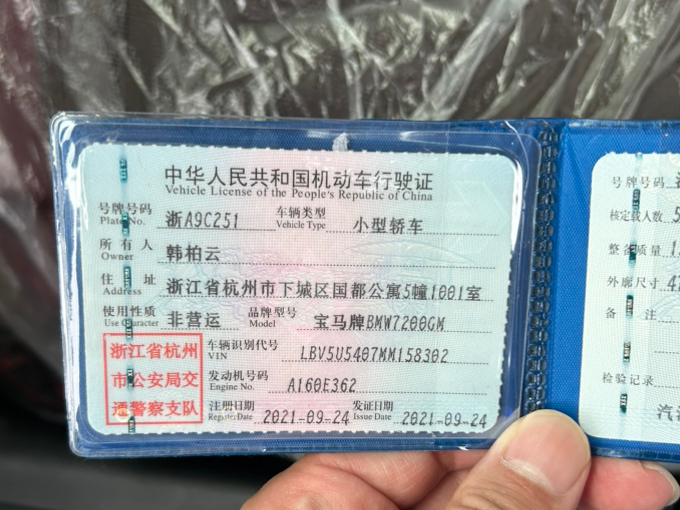 中华人民共和国机动车行驶证
Vehicle License of the People's Republic of China
号牌号码 浙A9C251 车辆类型 小型轿车
Plate No. Vehicle Type
所有人 韩柏云
Owner
住址 浙江省杭州市下城区国都公寓5幢1001室
Address
使用性质 非营运 品牌型号 宝马牌BMW7200GM
Use Character Model
浙江省杭州
市公安局交
通警察支队
车辆识别代号 LBV5U5407MM158302
VIN
发动机号码 A160E362
Engine No.
注册日期 2021-09-24 发证日期 2021-09-24
Register Date Issue Date
号牌号码
核定载人数 5
整备质量
外廓尺寸
备注
检验记录